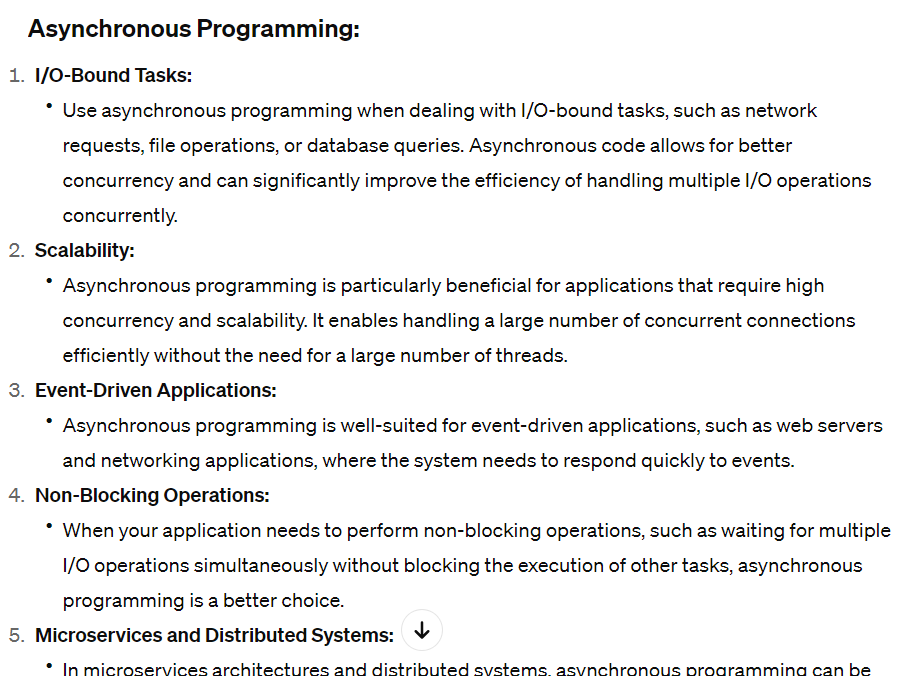 Asynchronous Programming:
1. I/O-Bound Tasks:
• Use asynchronous programming when dealing with I/O-bound tasks, such as network
requests, file operations, or database queries. Asynchronous code allows for better
concurrency and can significantly improve the efficiency of handling multiple I/O operations
concurrently.
2. Scalability:
• Asynchronous programming is particularly beneficial for applications that require high
concurrency and scalability. It enables handling a large number of concurrent connections
efficiently without the need for a large number of threads.
3. Event-Driven Applications:
• Asynchronous programming is well-suited for event-driven applications, such as web servers
and networking applications, where the system needs to respond quickly to events.
4. Non-Blocking Operations:
• When your application needs to perform non-blocking operations, such as waiting for multiple
I/O operations simultaneously without blocking the execution of other tasks, asynchronous
programming is a better choice.
5. Microservices and Distributed Systems:
• In microservices architectures and distributed systems, asynchronous programming can be